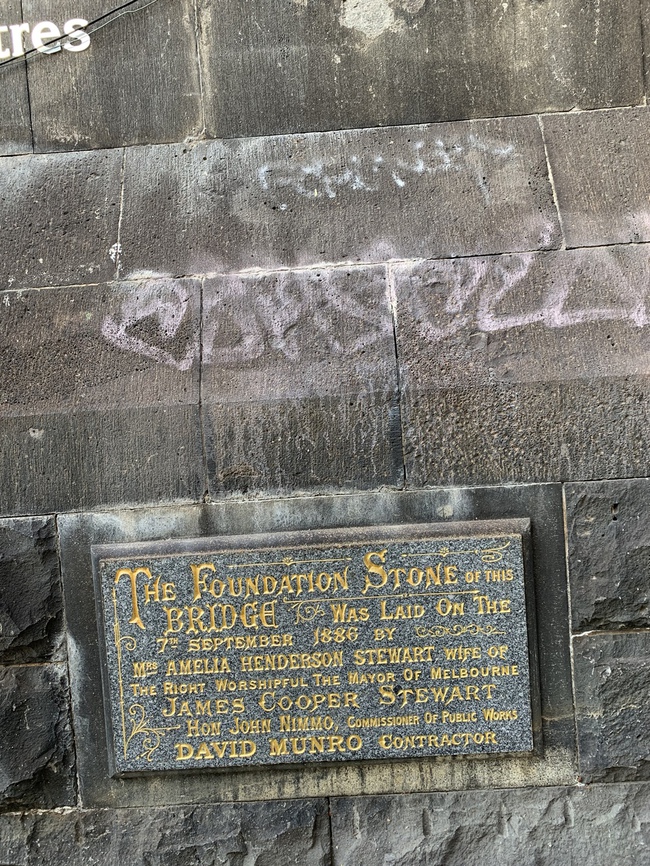 tres
THE FOUNDATION STONE OF THIS
BRIDGE WAS LAID ON THE
7TH SEPTEMBER 1886 BY
MRS AMELIA HENDERSON STEWART WIFE OF
THE RIGHT WORSHIPFUL THE MAYOR OF MELBOURNE
JAMES COOPER STEWART
HON JOHN NIMMO, COMMISSIONER OF PUBLIC WORKS
DAVID MUNRO CONTRACTOR